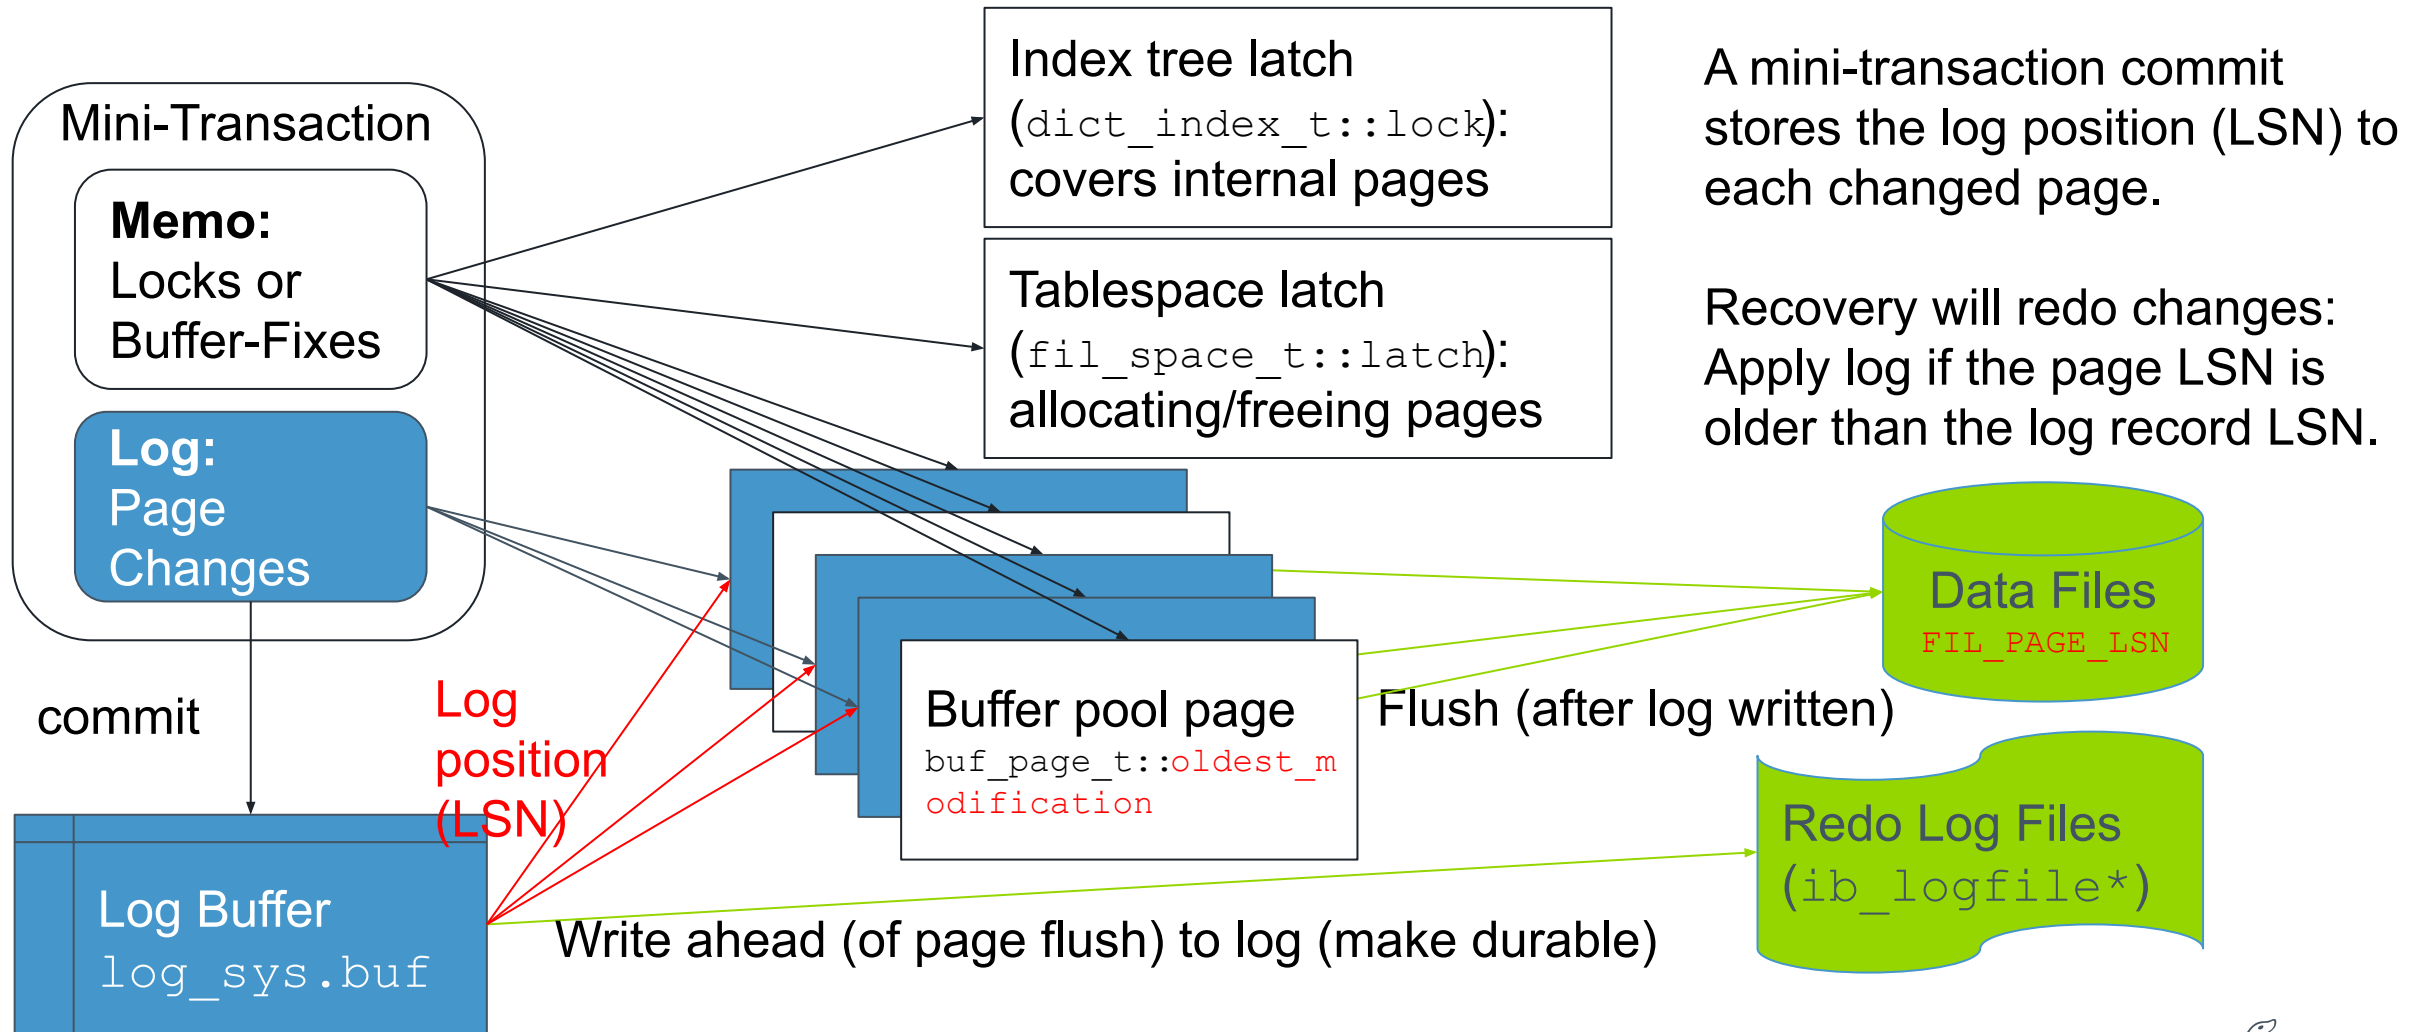 Mini-Transaction
Memo:
Locks or
Buffer-Fixes
Log:
Page
Changes
commit
Log Buffer
log_sys.buf
Log
position
(LSN)
Index tree latch
(dict_index_t::lock):
covers internal pages
Tablespace latch
(fil_space_t::latch):
allocating/freeing pages
Buffer pool page
buf_page_t::oldest_m
odification
A mini-transaction commit
stores the log position (LSN) to
each changed page.
Recovery will redo changes:
Apply log if the page LSN is
older than the log record LSN.
Data Files
FIL_PAGE_LSN
Flush (after log written)
Redo Log Files
(ib_logfile*)
Write ahead (of page flush) to log (make durable)